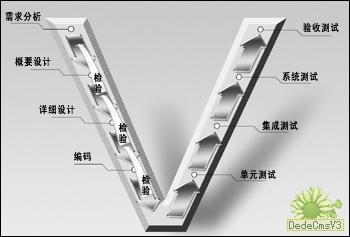 需求分析
验收测试
概要设计
检验
系统测试
详细设计
检验
集成测试
编码
检验
单元测试
DedeCmsV3